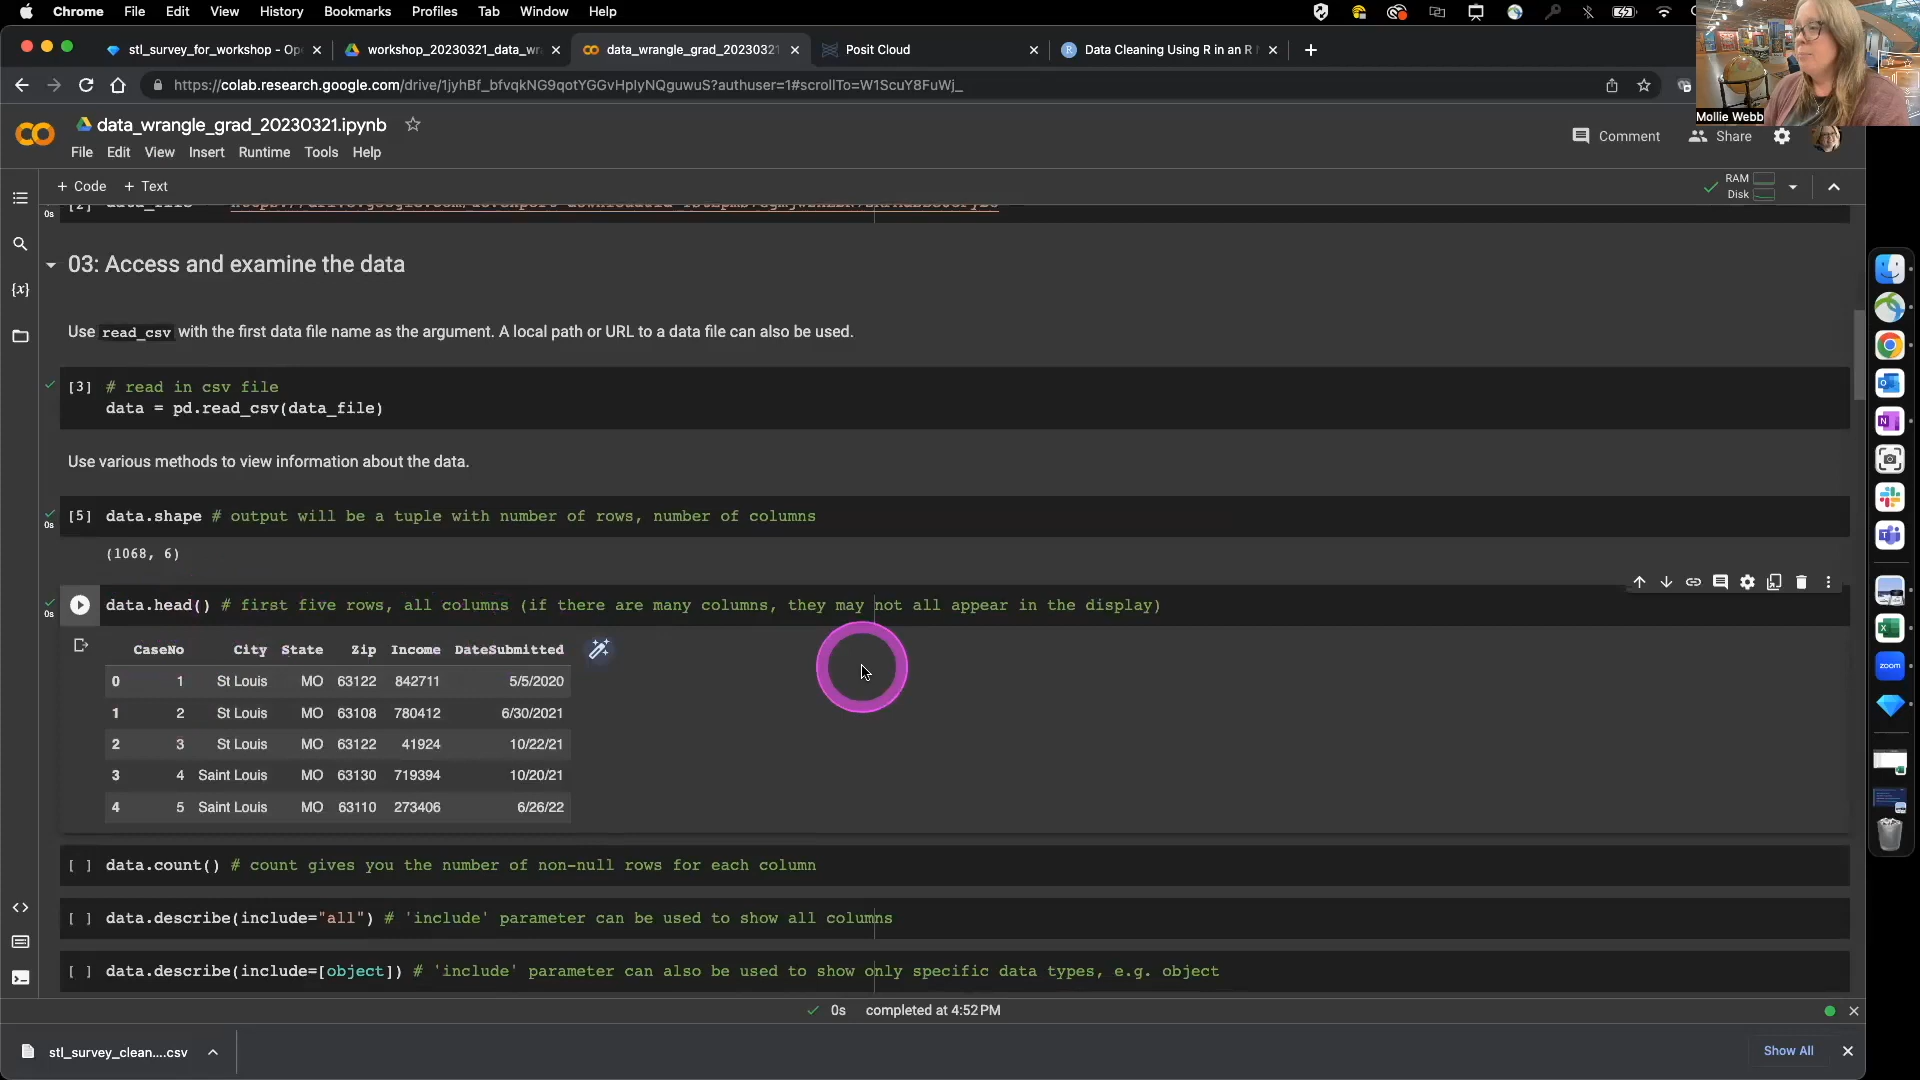 Chrome File Edit View History Bookmarks Profiles Tab Window Help
stl_survey_for_workshop - Ope
workshop_20230321_data_wr
data_wrangle_grad_20230321
Posit Cloud
Data Cleaning Using R in an R
https://colab.research.google.com/drive/1jyhBf_bfvqkNG9qotYGGvHpIyNQguwuS?authuser=1#scrollTo=W1ScuY8FuWj_
Mollie Webb
data_wrangle_grad_20230321.ipynb
Comment Share
File Edit View Insert Runtime Tools Help
+ Code + Text
RAM
Disk
0s
03: Access and examine the data
{x}
Use read_csv with the first data file name as the argument. A local path or URL to a data file can also be used.
[3] # read in csv file
data = pd.read_csv(data_file)
Use various methods to view information about the data.
0s [5] data.shape # output will be a tuple with number of rows, number of columns
(1068, 6)
0s data.head() # first five rows, all columns (if there are many columns, they may not all appear in the display)
CaseNo City State Zip Income DateSubmitted
0 1 St Louis MO 63122 842711 5/5/2020
1 2 St Louis MO 63108 780412 6/30/2021
2 3 St Louis MO 63122 41924 10/22/21
3 4 Saint Louis MO 63130 719394 10/20/21
4 5 Saint Louis MO 63110 273406 6/26/22
[ ] data.count() # count gives you the number of non-null rows for each column
[ ] data.describe(include="all") # 'include' parameter can be used to show all columns
[ ] data.describe(include=[object]) # 'include' parameter can also be used to show only specific data types, e.g. object
0s completed at 4:52 PM
stl_survey_clean....csv
Show All
zoom